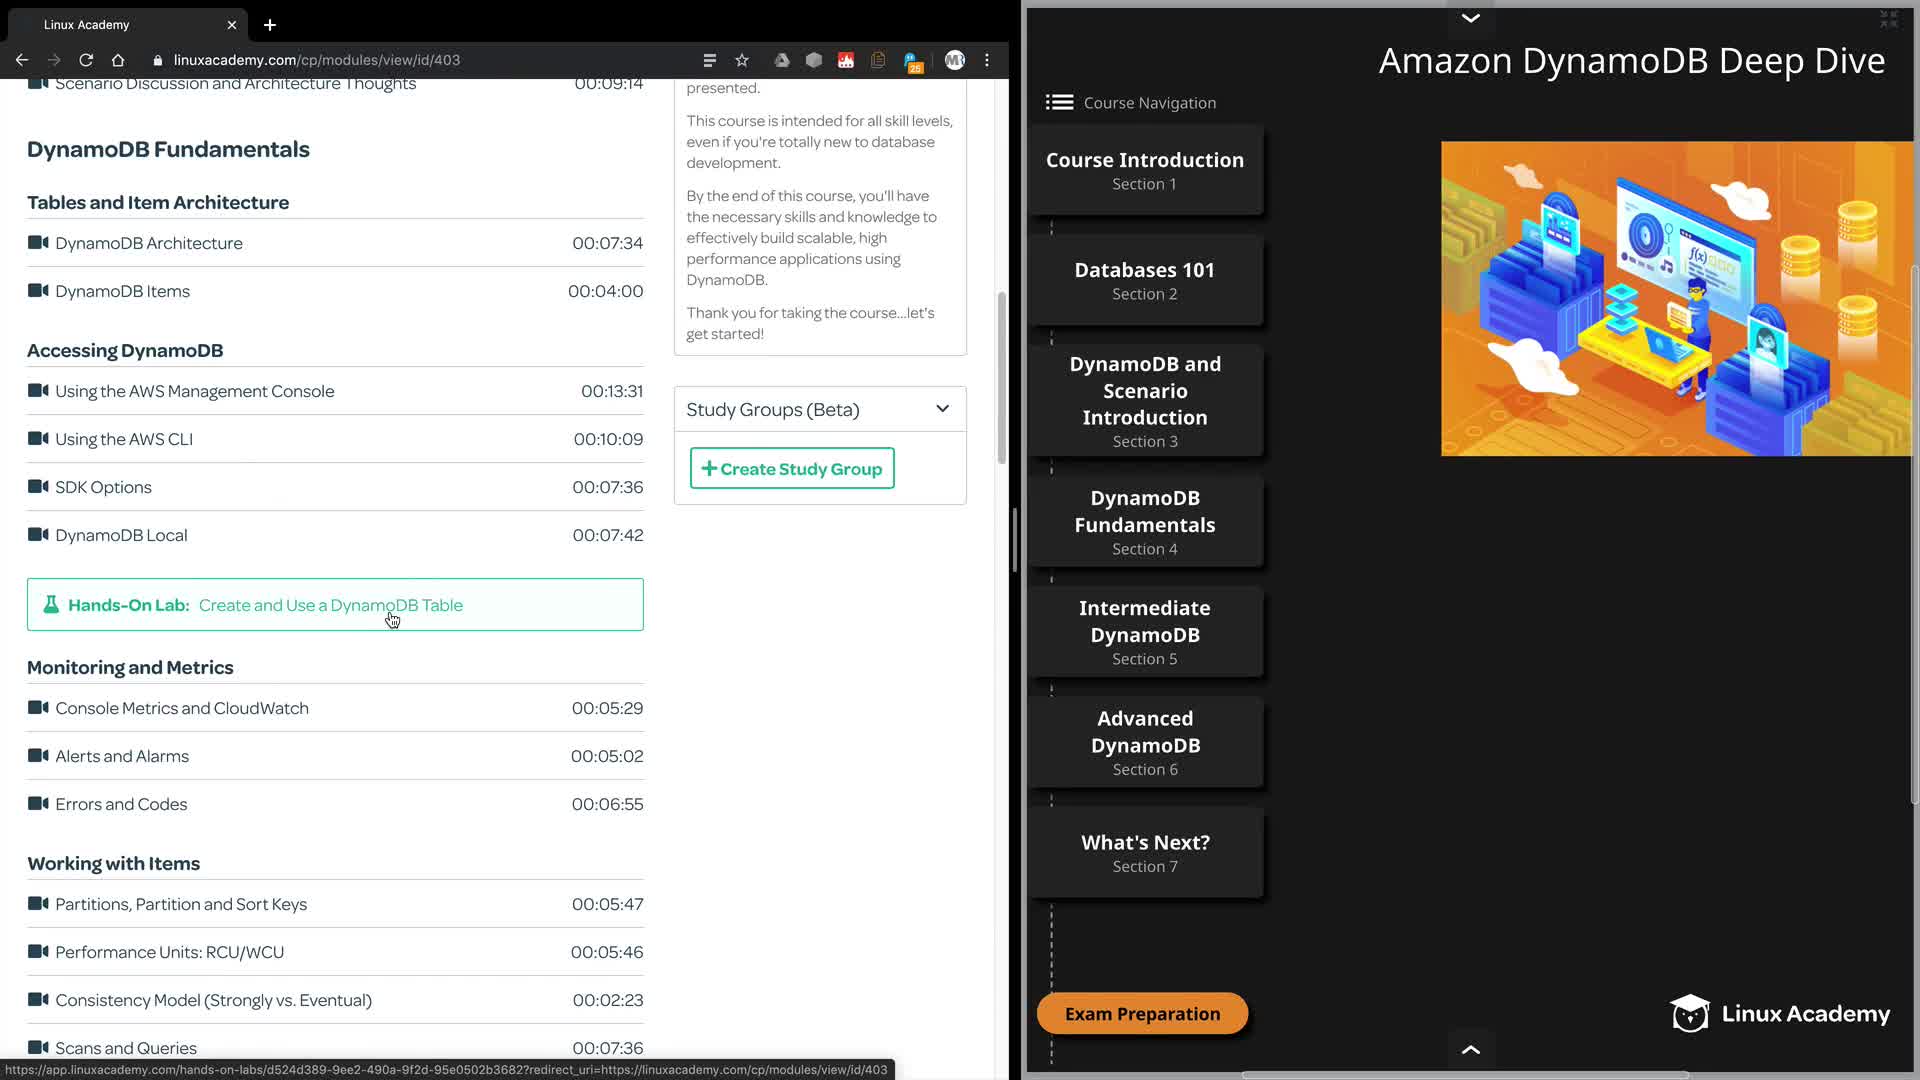 Linux Academy
linuxacademy.com/cp/modules/view/id/403
25
MR
Scenario Discussion and Architecture Thoughts 00:09:14
DynamoDB Fundamentals
Tables and Item Architecture
DynamoDB Architecture 00:07:34
DynamoDB Items 00:04:00
Accessing DynamoDB
Using the AWS Management Console 00:13:31
Using the AWS CLI 00:10:09
SDK Options 00:07:36
DynamoDB Local 00:07:42
Hands-On Lab: Create and Use a DynamoDB Table
Monitoring and Metrics
Console Metrics and CloudWatch 00:05:29
Alerts and Alarms 00:05:02
Errors and Codes 00:06:55
Working with Items
Partitions, Partition and Sort Keys 00:05:47
Performance Units: RCU/WCU 00:05:46
Consistency Model (Strongly vs. Eventual) 00:02:23
Scans and Queries 00:07:36
https://app.linuxacademy.com/hands-on-labs/d524d389-9ee2-490a-9f2d-95e0502b3682?redirect_uri=https://linuxacademy.com/cp/modules/view/id/403
presented.
This course is intended for all skill levels,
even if you're totally new to database
development.
By the end of this course, you'll have
the necessary skills and knowledge to
effectively build scalable, high
performance applications using
DynamoDB.
Thank you for taking the course...let's
get started!
Study Groups (Beta)
+Create Study Group
Amazon DynamoDB Deep Dive
Course Navigation
Course Introduction
Section 1
Databases 101
Section 2
DynamoDB and
Scenario
Introduction
Section 3
DynamoDB
Fundamentals
Section 4
Intermediate
DynamoDB
Section 5
Advanced
DynamoDB
Section 6
What's Next?
Section 7
Exam Preparation
f(x)
Linux Academy